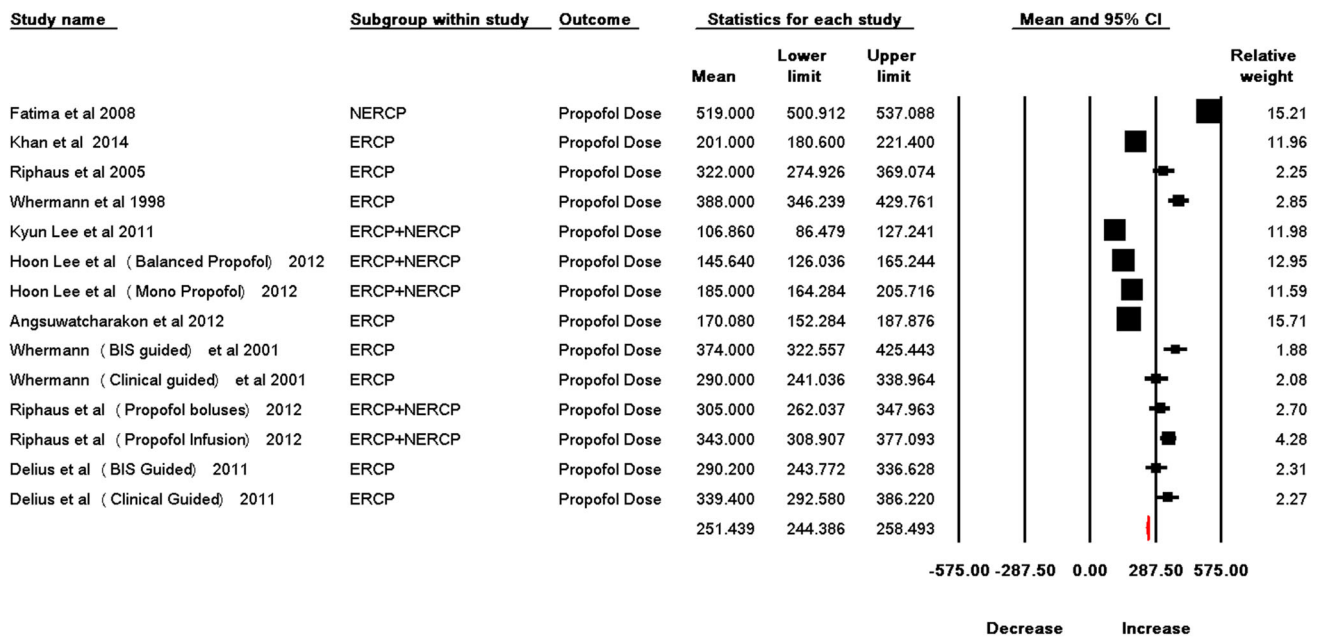 Study name Subgroup within study Outcome Statistics for each study Mean and 95% CI
Mean Lower limit Upper limit Relative weight
Fatima et al 2008 NERCP Propofol Dose 519.000 500.912 537.088 15.21
Khan et al 2014 ERCP Propofol Dose 201.000 180.600 221.400 11.96
Riphaus et al 2005 ERCP Propofol Dose 322.000 274.926 369.074 2.25
Whermann et al 1998 ERCP Propofol Dose 388.000 346.239 429.761 2.85
Kyun Lee et al 2011 ERCP+NERCP Propofol Dose 106.860 86.479 127.241 11.98
Hoon Lee et al ( Balanced Propofol) 2012 ERCP+NERCP Propofol Dose 145.640 126.036 165.244 12.95
Hoon Lee et al ( Mono Propofol) 2012 ERCP+NERCP Propofol Dose 185.000 164.284 205.716 11.59
Angsuwatcharakon et al 2012 ERCP Propofol Dose 170.080 152.284 187.876 15.71
Whermann ( BIS guided) et al 2001 ERCP Propofol Dose 374.000 322.557 425.443 1.88
Whermann ( Clinical guided) et al 2001 ERCP Propofol Dose 290.000 241.036 338.964 2.08
Riphaus et al ( Propofol boluses) 2012 ERCP+NERCP Propofol Dose 305.000 262.037 347.963 2.70
Riphaus et al ( Propofol Infusion) 2012 ERCP+NERCP Propofol Dose 343.000 308.907 377.093 4.28
Delius et al ( BIS Guided) 2011 ERCP Propofol Dose 290.200 243.772 336.628 2.31
Delius et al ( Clinical Guided) 2011 ERCP Propofol Dose 339.400 292.580 386.220 2.27
251.439 244.386 258.493
-575.00 -287.50 0.00 287.50 575.00
Decrease Increase